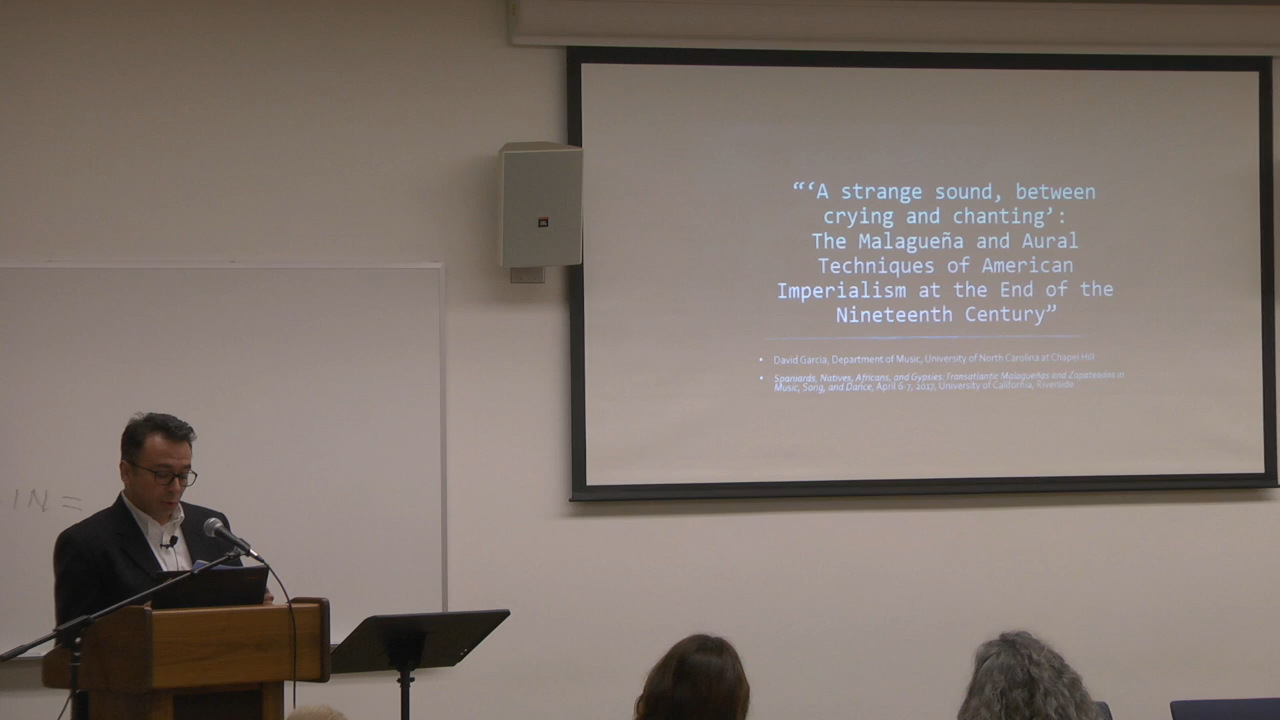 “‘A strange sound, between
crying and chanting’:
The Malagueña and Aural
Techniques of American
Imperialism at the End of the
Nineteenth Century”
• David Garcia, Department of Music, University of North Carolina at Chapel Hill
• Spaniards, Natives, Africans, and Gypsies: Transatlantic Malagueñas and Zapateados in
Music, Song, and Dance, April 6-7, 2017, University of California, Riverside
IN =